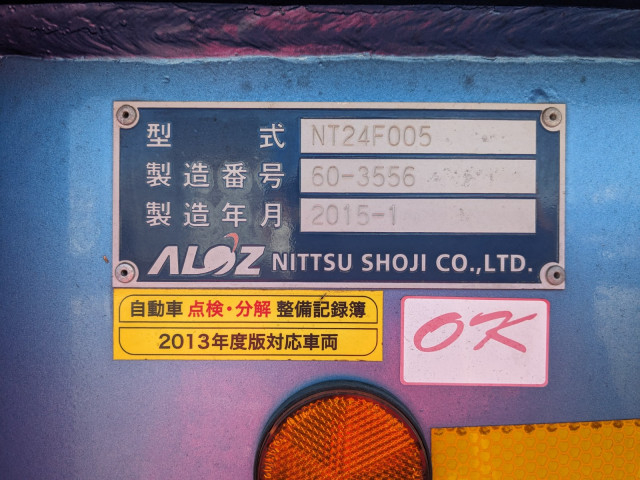 型式 NT24F005
製造番号 60-3556
製造年月 2015-1
ALOZ NITTSU SHOJI CO.,LTD.
自動車 点検・分解 整備記録簿
2013年度版対応車両
OK